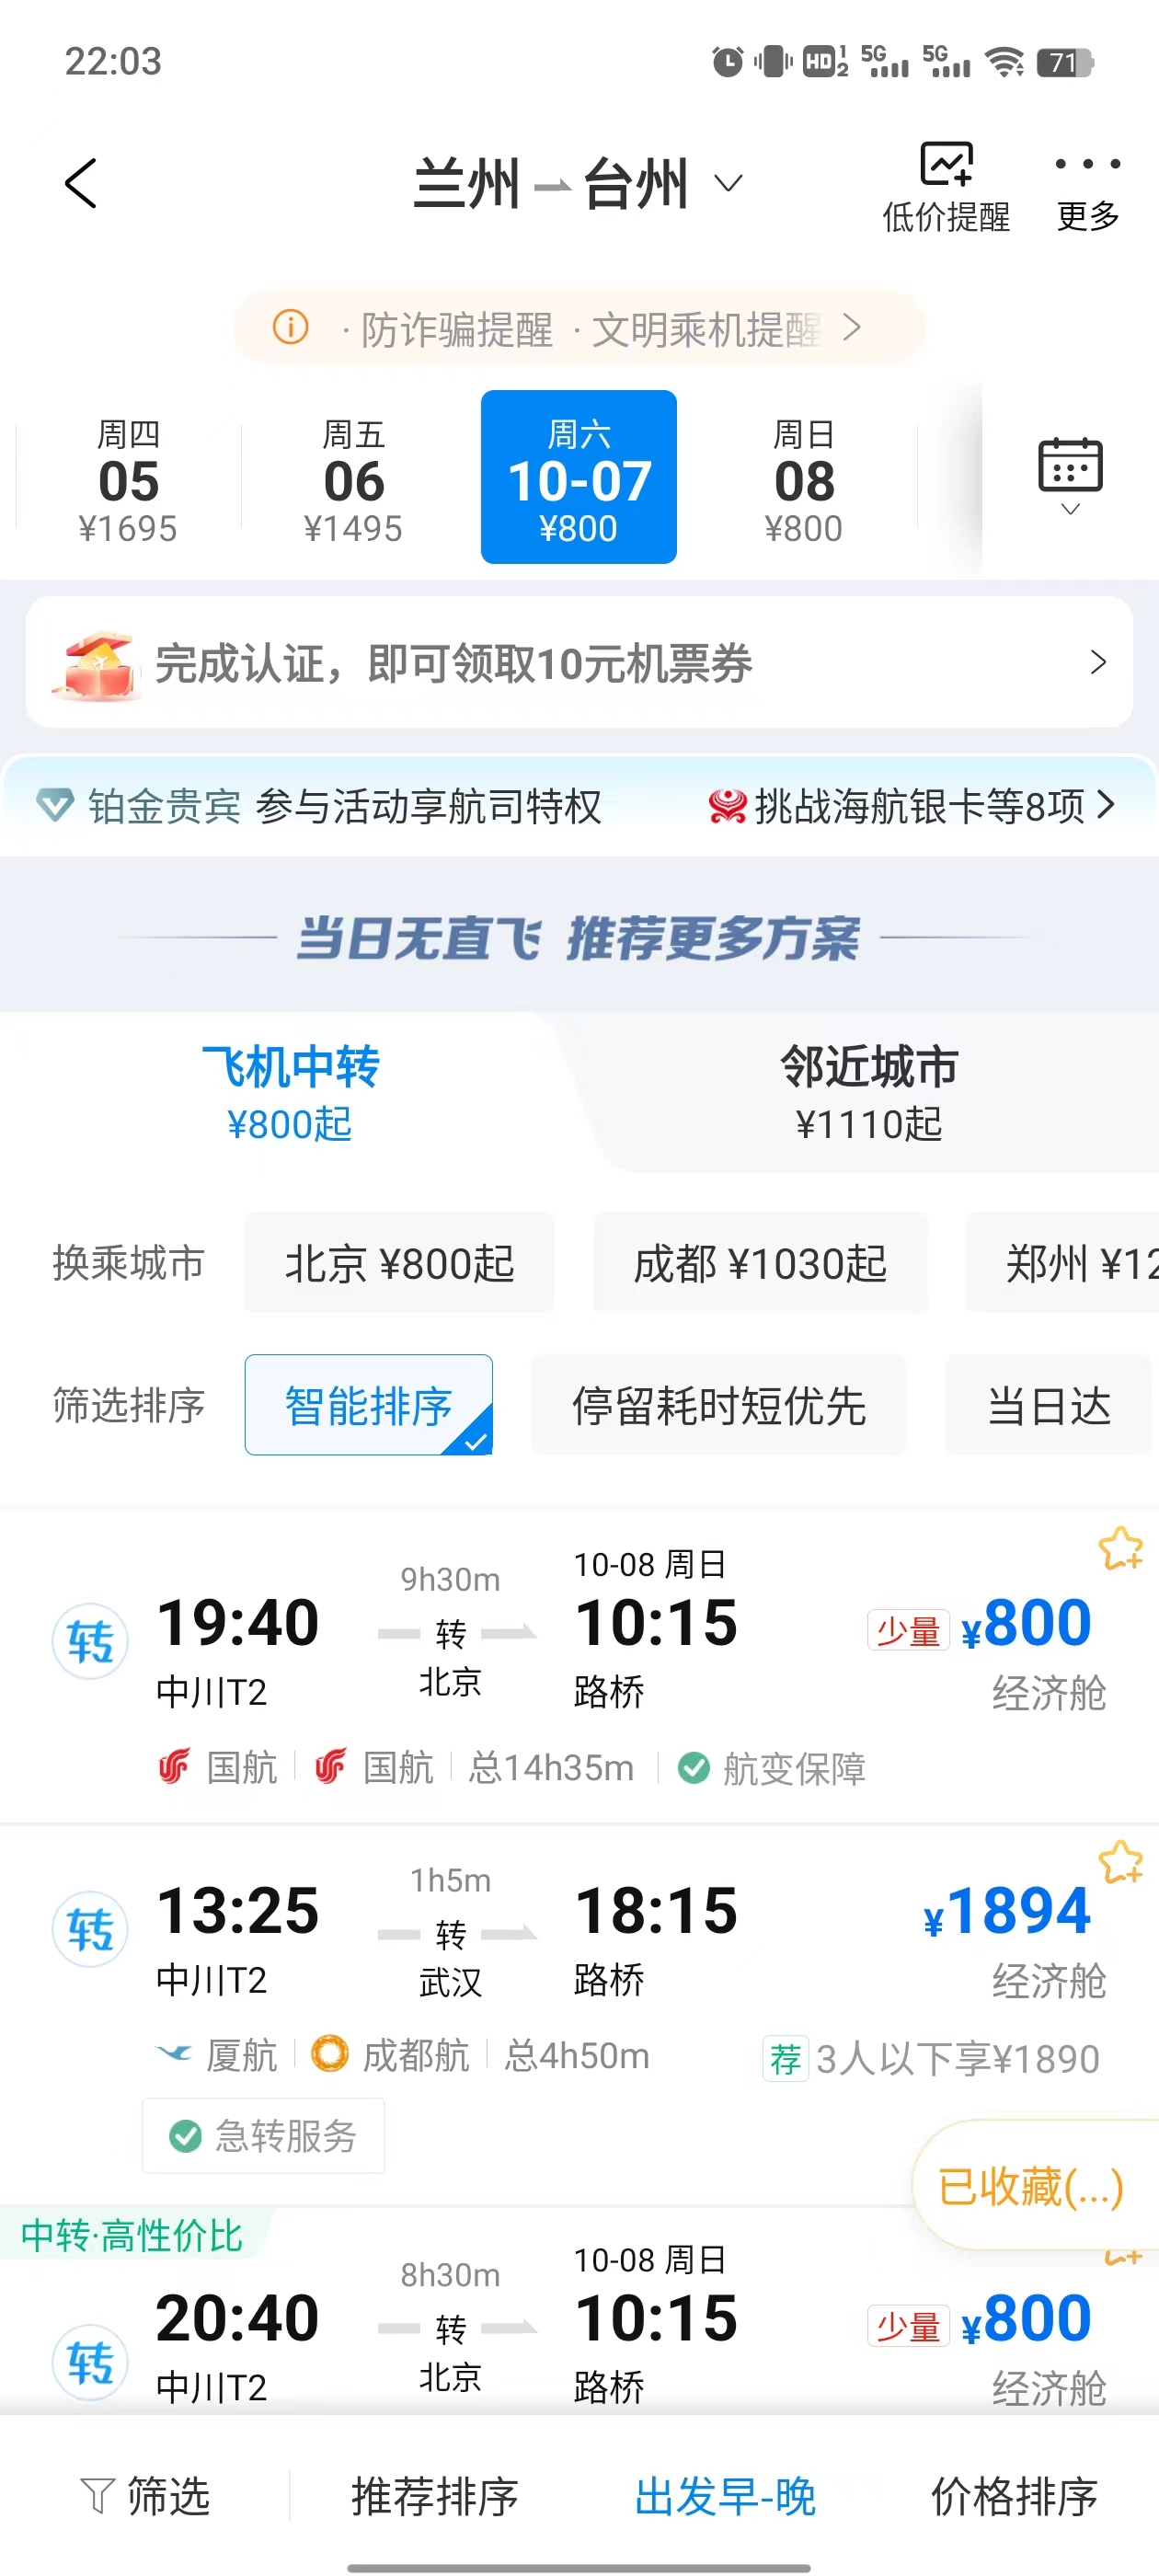 22:03
HD 1 2 5G 5G 71
兰州 台州
低价提醒 更多
· 防诈骗提醒 · 文明乘机提醒
周四 周五 周六 周日
05 06 10-07 08
¥1695 ¥1495 ¥800 ¥800
完成认证，即可领取10元机票券
铂金贵宾 参与活动享航司特权 挑战海航银卡等8项
当日无直飞 推荐更多方案
飞机中转 邻近城市
¥800起 ¥1110起
换乘城市 北京 ¥800起 成都 ¥1030起 郑州 ¥12
筛选排序 智能排序 停留耗时短优先 当日达
9h30m 10-08 周日
转 19:40 转 10:15 少量 ¥800
中川T2 北京 路桥 经济舱
国航 国航 总14h35m 航变保障
1h5m
转 13:25 转 18:15 ¥1894
中川T2 武汉 路桥 经济舱
厦航 成都航 总4h50m 荐 3人以下享¥1890
急转服务
已收藏(...)
中转·高性价比
8h30m 10-08 周日
转 20:40 转 10:15 少量 ¥800
中川T2 北京 路桥 经济舱
筛选 推荐排序 出发早-晚 价格排序